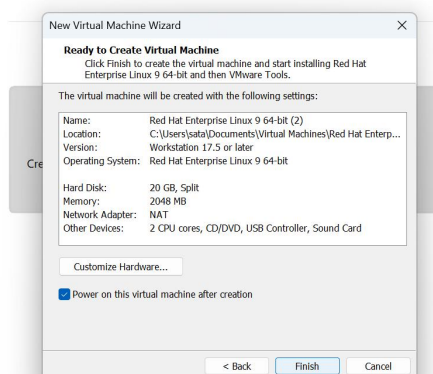 New Virtual Machine Wizard
Ready to Create Virtual Machine
Click Finish to create the virtual machine and start installing Red Hat
Enterprise Linux 9 64-bit and then VMware Tools.
The virtual machine will be created with the following settings:
Name: Red Hat Enterprise Linux 9 64-bit (2)
Location: C:\Users\sata\Documents\Virtual Machines\Red Hat Enterp...
Version: Workstation 17.5 or later
Operating System: Red Hat Enterprise Linux 9 64-bit
Hard Disk: 20 GB, Split
Memory: 2048 MB
Network Adapter: NAT
Other Devices: 2 CPU cores, CD/DVD, USB Controller, Sound Card
Cre
Customize Hardware...
Power on this virtual machine after creation
< Back Finish Cancel